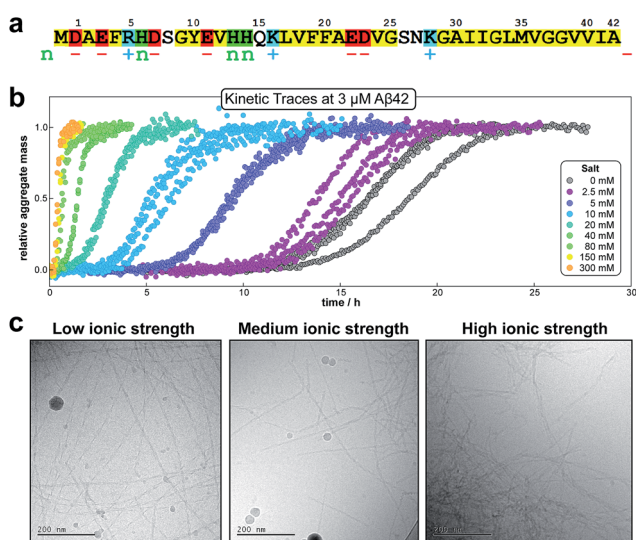 a
1 5 10 15 20 25 30 35 40 42
MDAEFRHDSGYEVHHQKLVFFAEDVGSNKGAIIGLMVGGVVIA
n − − + n − − n n + − − + −
b
Kinetic Traces at 3 µM Aβ42
relative aggregate mass
1.0
0.5
0.0
Salt
0 mM
2.5 mM
5 mM
10 mM
20 mM
40 mM
80 mM
150 mM
300 mM
0 5 10 15 20 25 30
time / h
c
Low ionic strength Medium ionic strength High ionic strength
200 nm 200 nm 200 nm